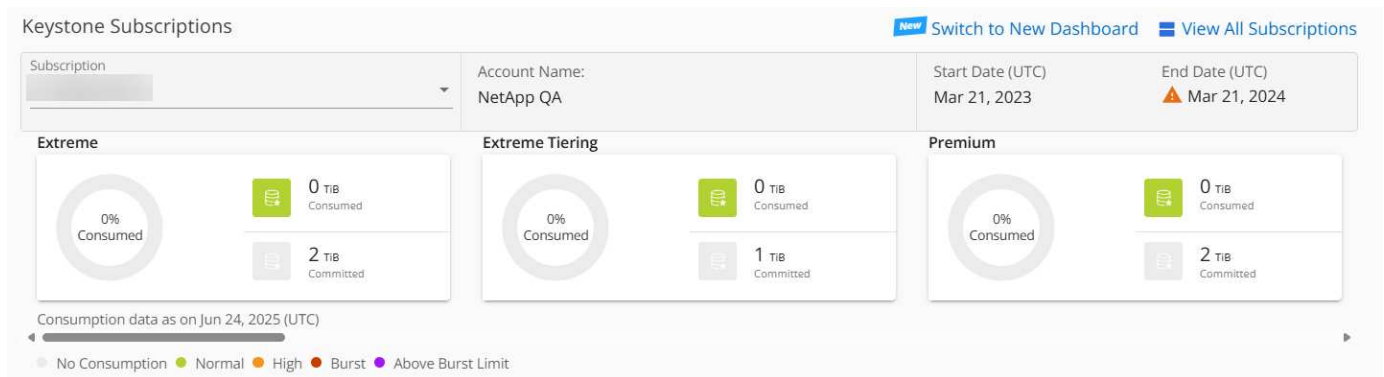 Keystone Subscriptions
New Switch to New Dashboard
View All Subscriptions
Subscription
Account Name:
NetApp QA
Start Date (UTC)
Mar 21, 2023
End Date (UTC)
Mar 21, 2024
Extreme
0%
Consumed
0 TiB
Consumed
2 TiB
Committed
Extreme Tiering
0%
Consumed
0 TiB
Consumed
1 TiB
Committed
Premium
0%
Consumed
0 TiB
Consumed
2 TiB
Committed
Consumption data as on Jun 24, 2025 (UTC)
No Consumption Normal High Burst Above Burst Limit